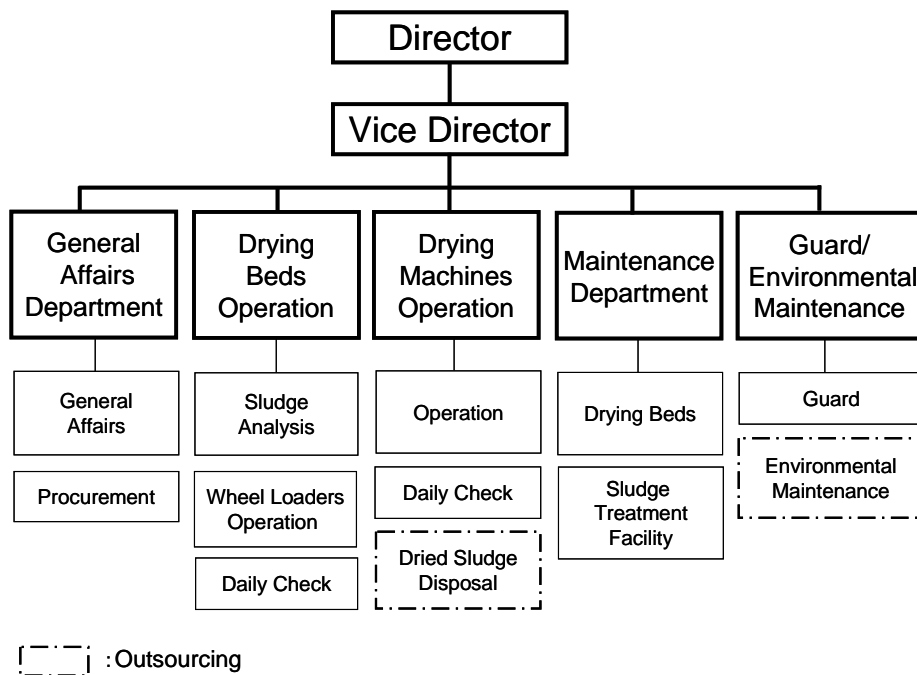 Director
Vice Director
General
Affairs
Department
Drying
Beds
Operation
Drying
Machines
Operation
Maintenance
Department
Guard/
Environmental
Maintenance
General
Affairs
Procurement
Sludge
Analysis
Wheel Loaders
Operation
Daily Check
Operation
Daily Check
Dried Sludge
Disposal
Drying Beds
Sludge
Treatment
Facility
Guard
Environmental
Maintenance
: Outsourcing